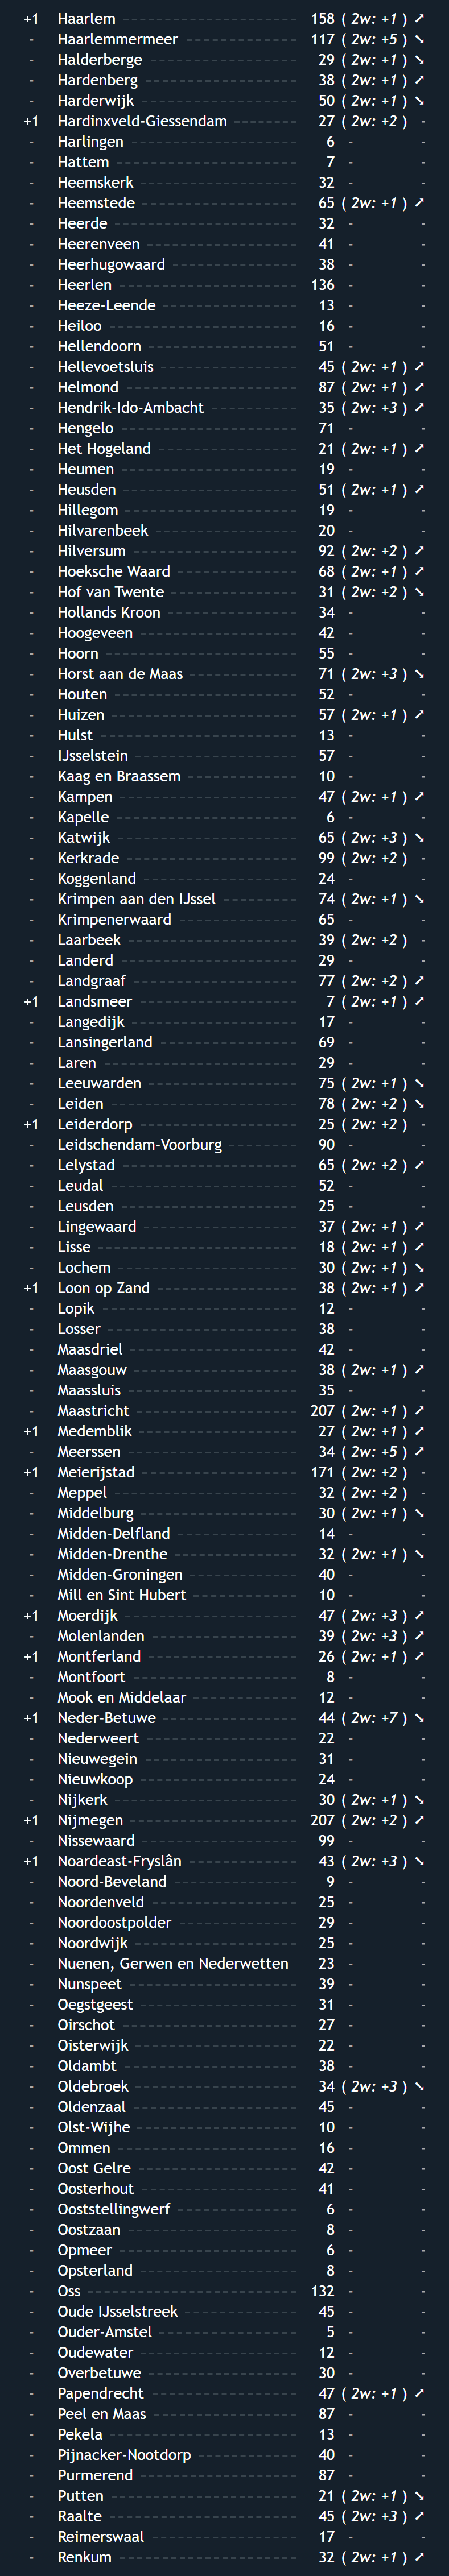 +1 Haarlem 158 ( 2w: +1 ) ➚
- Haarlemmermeer 117 ( 2w: +5 ) ➘
- Halderberge 29 ( 2w: +1 ) ➘
- Hardenberg 38 ( 2w: +1 ) ➚
- Harderwijk 50 ( 2w: +1 ) ➘
+1 Hardinxveld-Giessendam 27 ( 2w: +2 ) -
- Harlingen 6 - -
- Hattem 7 - -
- Heemskerk 32 - -
- Heemstede 65 ( 2w: +1 ) ➚
- Heerde 32 - -
- Heerenveen 41 - -
- Heerhugowaard 38 - -
- Heerlen 136 - -
- Heeze-Leende 13 - -
- Heiloo 16 - -
- Hellendoorn 51 - -
- Hellevoetsluis 45 ( 2w: +1 ) ➚
- Helmond 87 ( 2w: +1 ) ➚
- Hendrik-Ido-Ambacht 35 ( 2w: +3 ) ➚
- Hengelo 71 - -
- Het Hogeland 21 ( 2w: +1 ) ➚
- Heumen 19 - -
- Heusden 51 ( 2w: +1 ) ➚
- Hillegom 19 - -
- Hilvarenbeek 20 - -
- Hilversum 92 ( 2w: +2 ) ➚
- Hoeksche Waard 68 ( 2w: +1 ) ➚
- Hof van Twente 31 ( 2w: +2 ) ➘
- Hollands Kroon 34 - -
- Hoogeveen 42 - -
- Hoorn 55 - -
- Horst aan de Maas 71 ( 2w: +3 ) ➘
- Houten 52 - -
- Huizen 57 ( 2w: +1 ) ➚
- Hulst 13 - -
- IJsselstein 57 - -
- Kaag en Braassem 10 - -
- Kampen 47 ( 2w: +1 ) ➚
- Kapelle 6 - -
- Katwijk 65 ( 2w: +3 ) ➘
- Kerkrade 99 ( 2w: +2 ) -
- Koggenland 24 - -
- Krimpen aan den IJssel 74 ( 2w: +1 ) ➘
- Krimpenerwaard 65 - -
- Laarbeek 39 ( 2w: +2 ) -
- Landerd 29 - -
- Landgraaf 77 ( 2w: +2 ) ➚
+1 Landsmeer 7 ( 2w: +1 ) ➚
- Langedijk 17 - -
- Lansingerland 69 - -
- Laren 29 - -
- Leeuwarden 75 ( 2w: +1 ) ➘
- Leiden 78 ( 2w: +2 ) ➘
+1 Leiderdorp 25 ( 2w: +2 ) -
- Leidschendam-Voorburg 90 - -
- Lelystad 65 ( 2w: +2 ) ➚
- Leudal 52 - -
- Leusden 25 - -
- Lingewaard 37 ( 2w: +1 ) ➚
- Lisse 18 ( 2w: +1 ) ➚
- Lochem 30 ( 2w: +1 ) ➘
+1 Loon op Zand 38 ( 2w: +1 ) ➚
- Lopik 12 - -
- Losser 38 - -
- Maasdriel 42 - -
- Maasgouw 38 ( 2w: +1 ) ➚
- Maassluis 35 - -
- Maastricht 207 ( 2w: +1 ) ➚
+1 Medemblik 27 ( 2w: +1 ) ➚
- Meerssen 34 ( 2w: +5 ) ➚
+1 Meierijstad 171 ( 2w: +2 ) -
- Meppel 32 ( 2w: +2 ) -
- Middelburg 30 ( 2w: +1 ) ➘
- Midden-Delfland 14 - -
- Midden-Drenthe 32 ( 2w: +1 ) ➘
- Midden-Groningen 40 - -
- Mill en Sint Hubert 10 - -
+1 Moerdijk 47 ( 2w: +3 ) ➚
- Molenlanden 39 ( 2w: +3 ) ➚
+1 Montferland 26 ( 2w: +1 ) ➚
- Montfoort 8 - -
- Mook en Middelaar 12 - -
+1 Neder-Betuwe 44 ( 2w: +7 ) ➘
- Nederweert 22 - -
- Nieuwegein 31 - -
- Nieuwkoop 24 - -
- Nijkerk 30 ( 2w: +1 ) ➘
+1 Nijmegen 207 ( 2w: +2 ) ➚
- Nissewaard 99 - -
+1 Noardeast-Fryslân 43 ( 2w: +3 ) ➘
- Noord-Beveland 9 - -
- Noordenveld 25 - -
- Noordoostpolder 29 - -
- Noordwijk 25 - -
- Nuenen, Gerwen en Nederwetten 23 - -
- Nunspeet 39 - -
- Oegstgeest 31 - -
- Oirschot 27 - -
- Oisterwijk 22 - -
- Oldambt 38 - -
- Oldebroek 34 ( 2w: +3 ) ➘
- Oldenzaal 45 - -
- Olst-Wijhe 10 - -
- Ommen 16 - -
- Oost Gelre 42 - -
- Oosterhout 41 - -
- Ooststellingwerf 6 - -
- Oostzaan 8 - -
- Opmeer 6 - -
- Opsterland 8 - -
- Oss 132 - -
- Oude IJsselstreek 45 - -
- Ouder-Amstel 5 - -
- Oudewater 12 - -
- Overbetuwe 30 - -
- Papendrecht 47 ( 2w: +1 ) ➚
- Peel en Maas 87 - -
- Pekela 13 - -
- Pijnacker-Nootdorp 40 - -
- Purmerend 87 - -
- Putten 21 ( 2w: +1 ) ➘
- Raalte 45 ( 2w: +3 ) ➚
- Reimerswaal 17 - -
- Renkum 32 ( 2w: +1 ) ➚